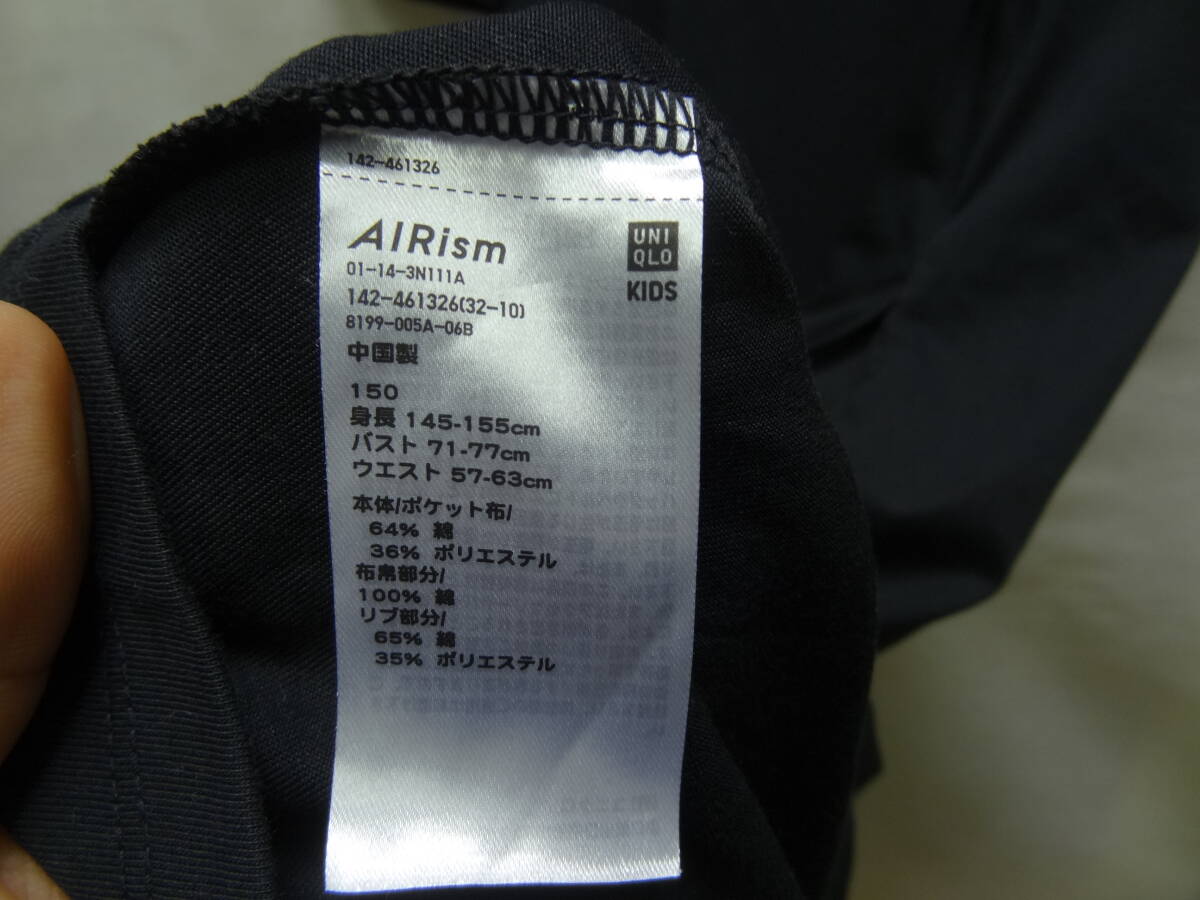 142-461326
AIRism
UNI
QLO
KIDS
01-14-3N111A
142-461326(32-10)
8199-005A-06B
中国製
150
身長 145-155cm
バスト 71-77cm
ウエスト 57-63cm
本体/ポケット布/
64% 綿
36% ポリエステル
布帛部分/
100% 綿
リブ部分/
65% 綿
35% ポリエステル